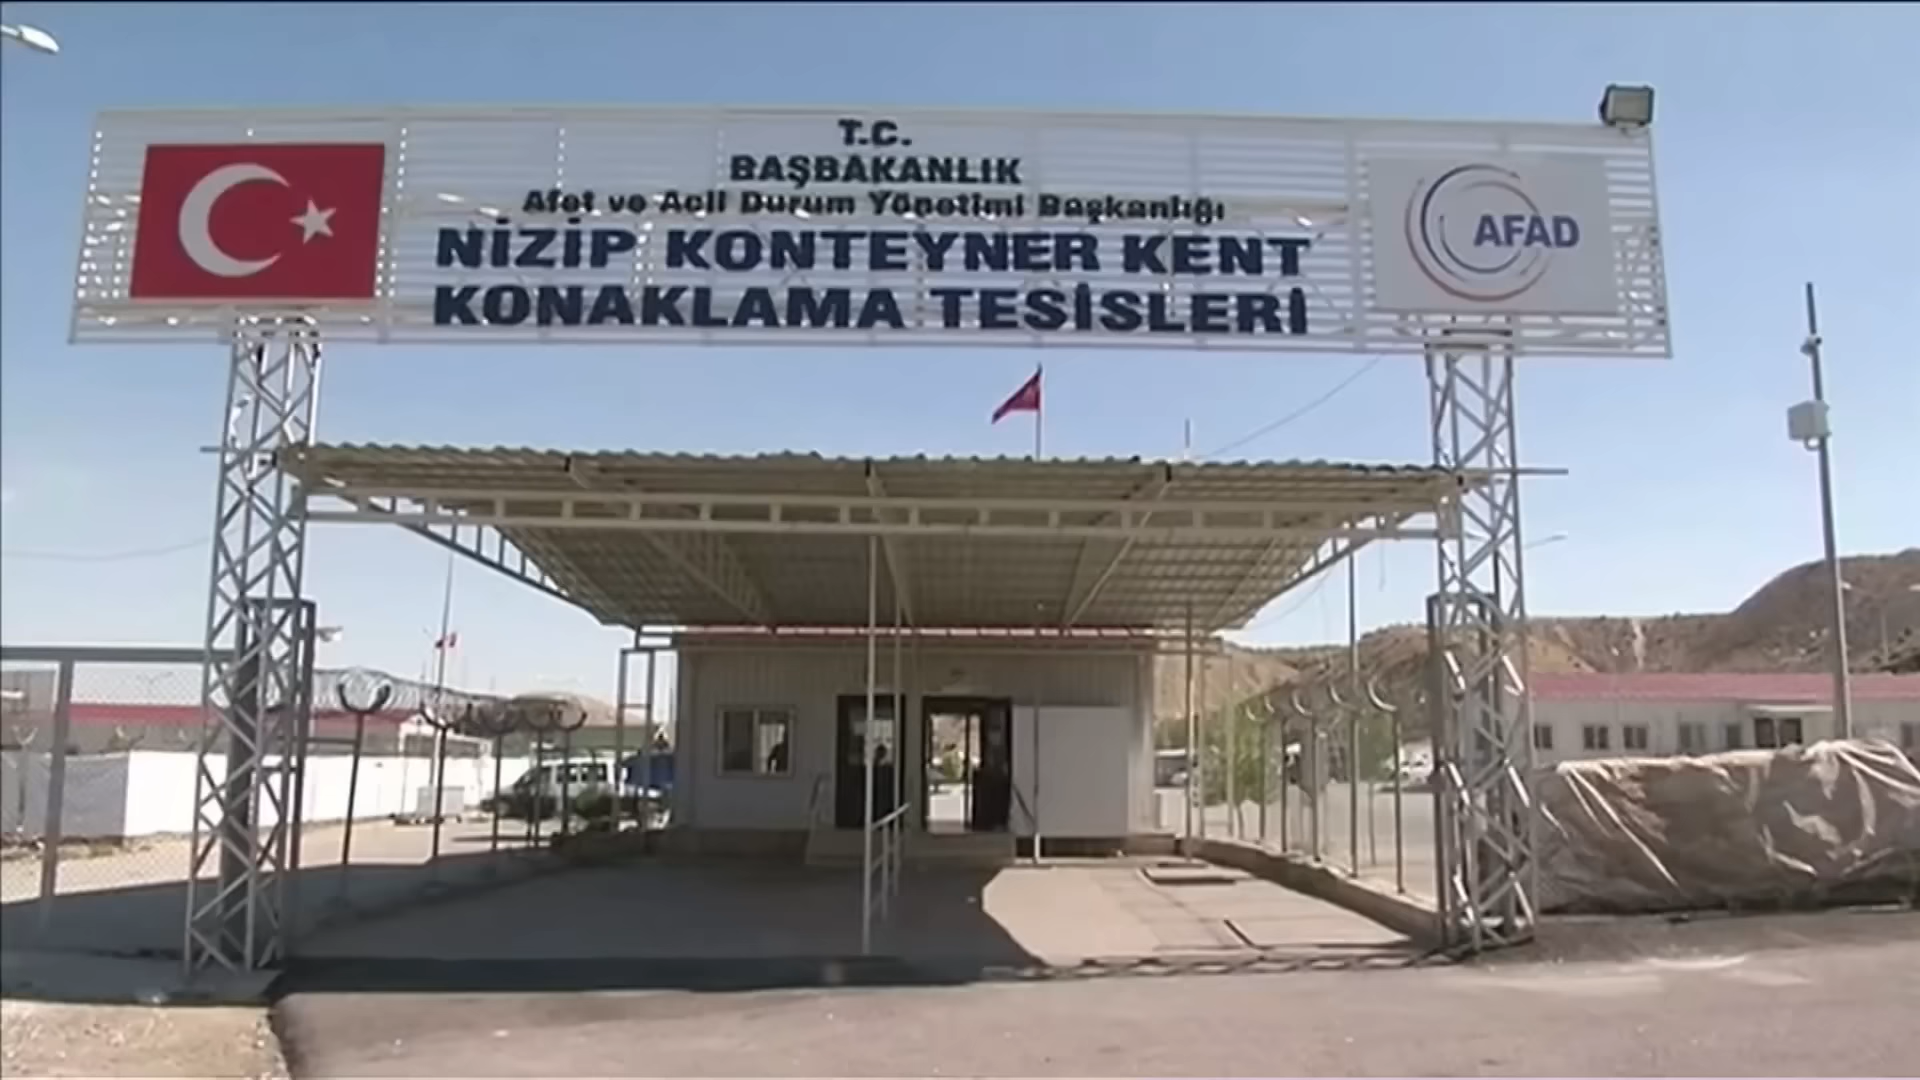 T.C.
BAŞBAKANLIK
Afet ve Acil Durum Yönetimi Başkanlığı
NİZİP KONTEYNER KENT
KONAKLAMA TESİSLERİ
AFAD